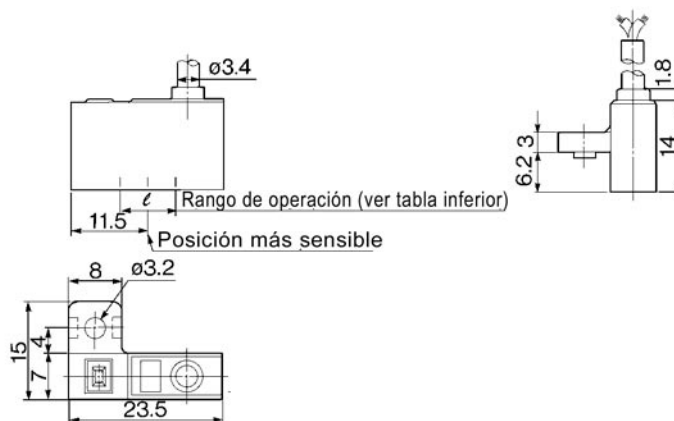 ø3.4
1.8
3
14
6.2
ℓ Rango de operación (ver tabla inferior)
11.5
Posición más sensible
8
ø3.2
15
4
7
23.5